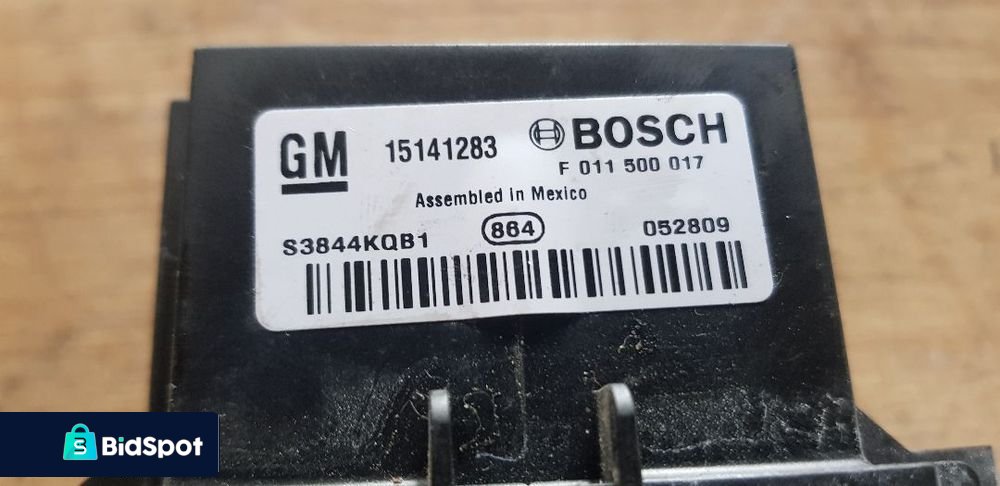 GM 15141283 BOSCH
F 011 500 017
Assembled in Mexico
S3844KQB1 864 052809
S BidSpot